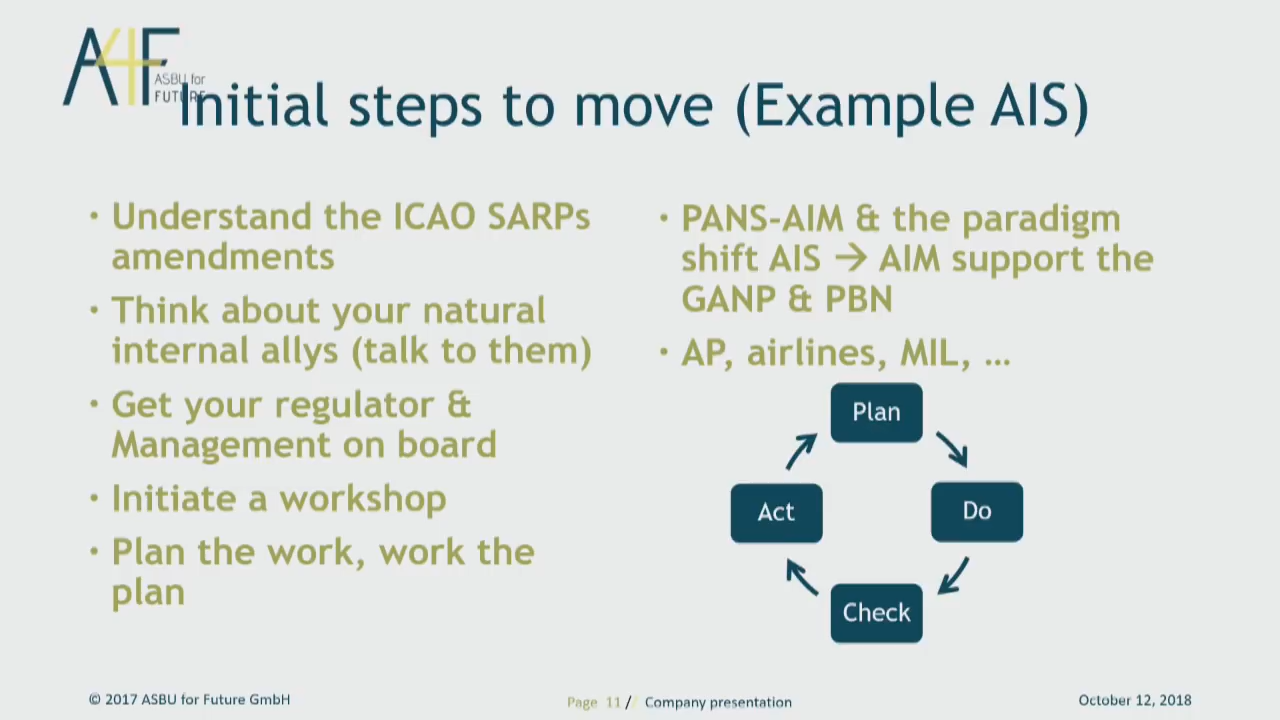 A4F
ASBU for
FUTURE
Initial steps to move (Example AIS)
• Understand the ICAO SARPs
amendments
• Think about your natural
internal allys (talk to them)
• Get your regulator &
Management on board
• Initiate a workshop
• Plan the work, work the
plan
• PANS-AIM & the paradigm
shift AIS → AIM support the
GANP & PBN
• AP, airlines, MIL, ...
Plan
Do
Check
Act
© 2017 ASBU for Future GmbH
Page 11 // Company presentation
October 12, 2018